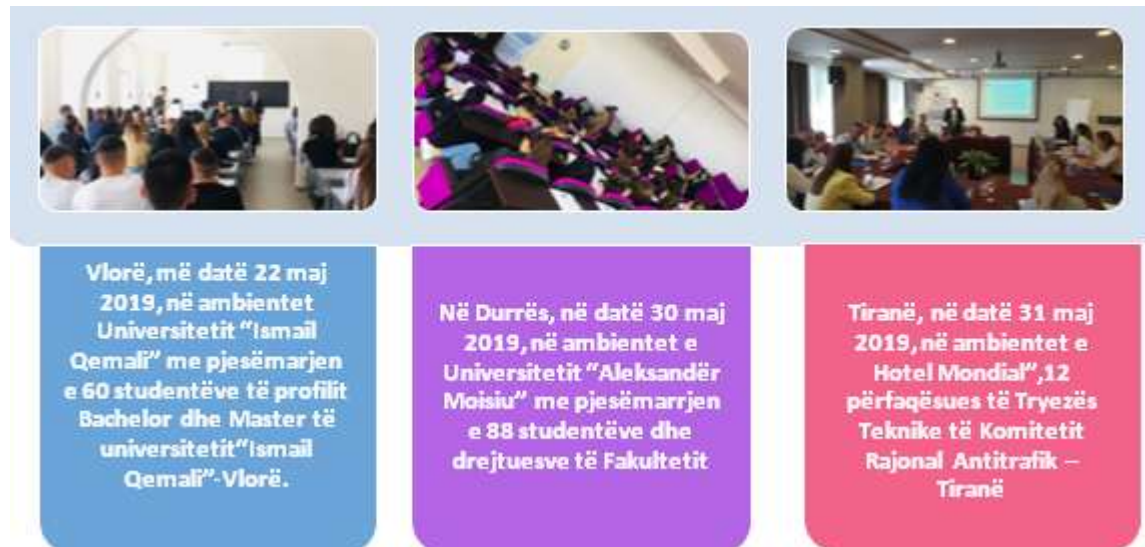 Vlorë, më datë 22 maj
2019, në ambientet
Universitetit “Ismail
Qemali” me pjesëmarjen
e 60 studentëve të profilit
Bachelor dhe Master të
universitetit“Ismail
Qemali”-Vlorë.
Në Durrës, në datë 30 maj
2019, në ambientet e
Universitetit “Aleksandër
Moisiu” me pjesëmarrjen
e 88 studentëve dhe
drejtuesve të Fakultetit
Tiranë, në datë 31 maj
2019, në ambientet e
Hotel Mondial”,12
përfaqësues të Tryezës
Teknike të Komitetit
Rajonal Antitrafik –
Tiranë